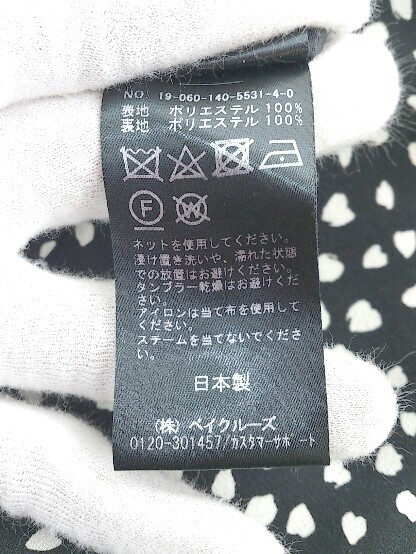 NO. 19-060-140-5531-4-0
表地 ポリエステル 100%
裏地 ポリエステル 100%
F W
ネットを使用してください。
浸け置き洗いや、濡れた状態
での放置はお避けください。
タンブラー乾燥はお避けくだ
さい。
アイロンは当て布を使用して
ください。
スチームを当てないでくださ
い。
日本製
(株) ベイクルーズ
0120-301457/カスタマーサポート